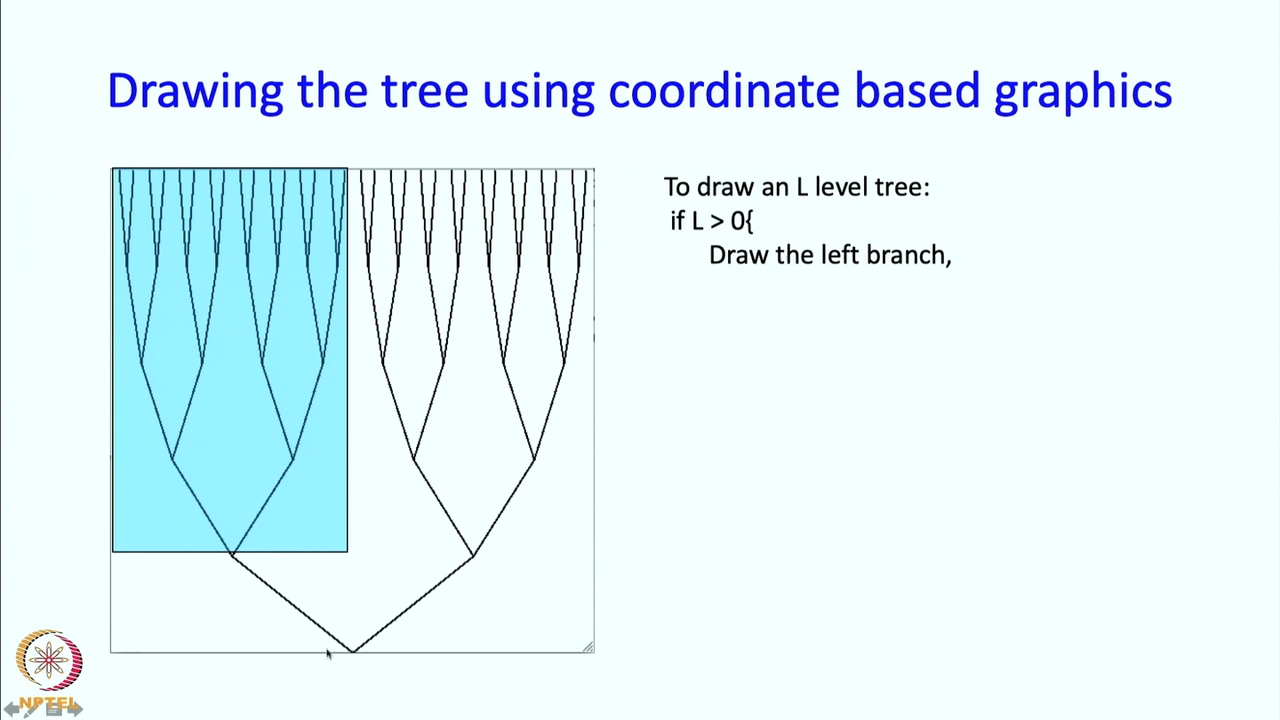 Drawing the tree using coordinate based graphics
To draw an L level tree:
if L > 0{
Draw the left branch,
NPTEL